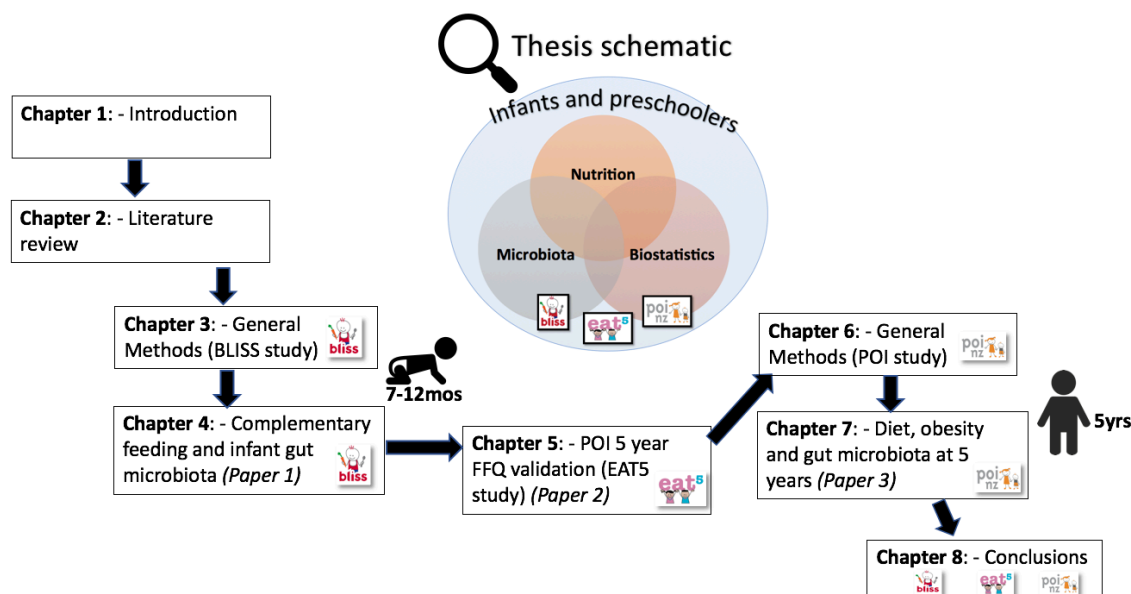 Thesis schematic
Infants and preschoolers
Nutrition
Microbiota
Biostatistics
bliss
eat5
poi
nz
Chapter 1: - Introduction
Chapter 2: - Literature
review
Chapter 3: - General
Methods (BLISS study)
bliss
7-12mos
Chapter 4: - Complementary
feeding and infant gut
microbiota (Paper 1)
bliss
Chapter 5: - POI 5 year
FFQ validation (EAT5
study) (Paper 2)
eat5
Chapter 6: - General
Methods (POI study)
poi
nz
Chapter 7: - Diet, obesity
and gut microbiota at 5
years (Paper 3)
poi
nz
5yrs
Chapter 8: - Conclusions
bliss
eat5
poi
nz